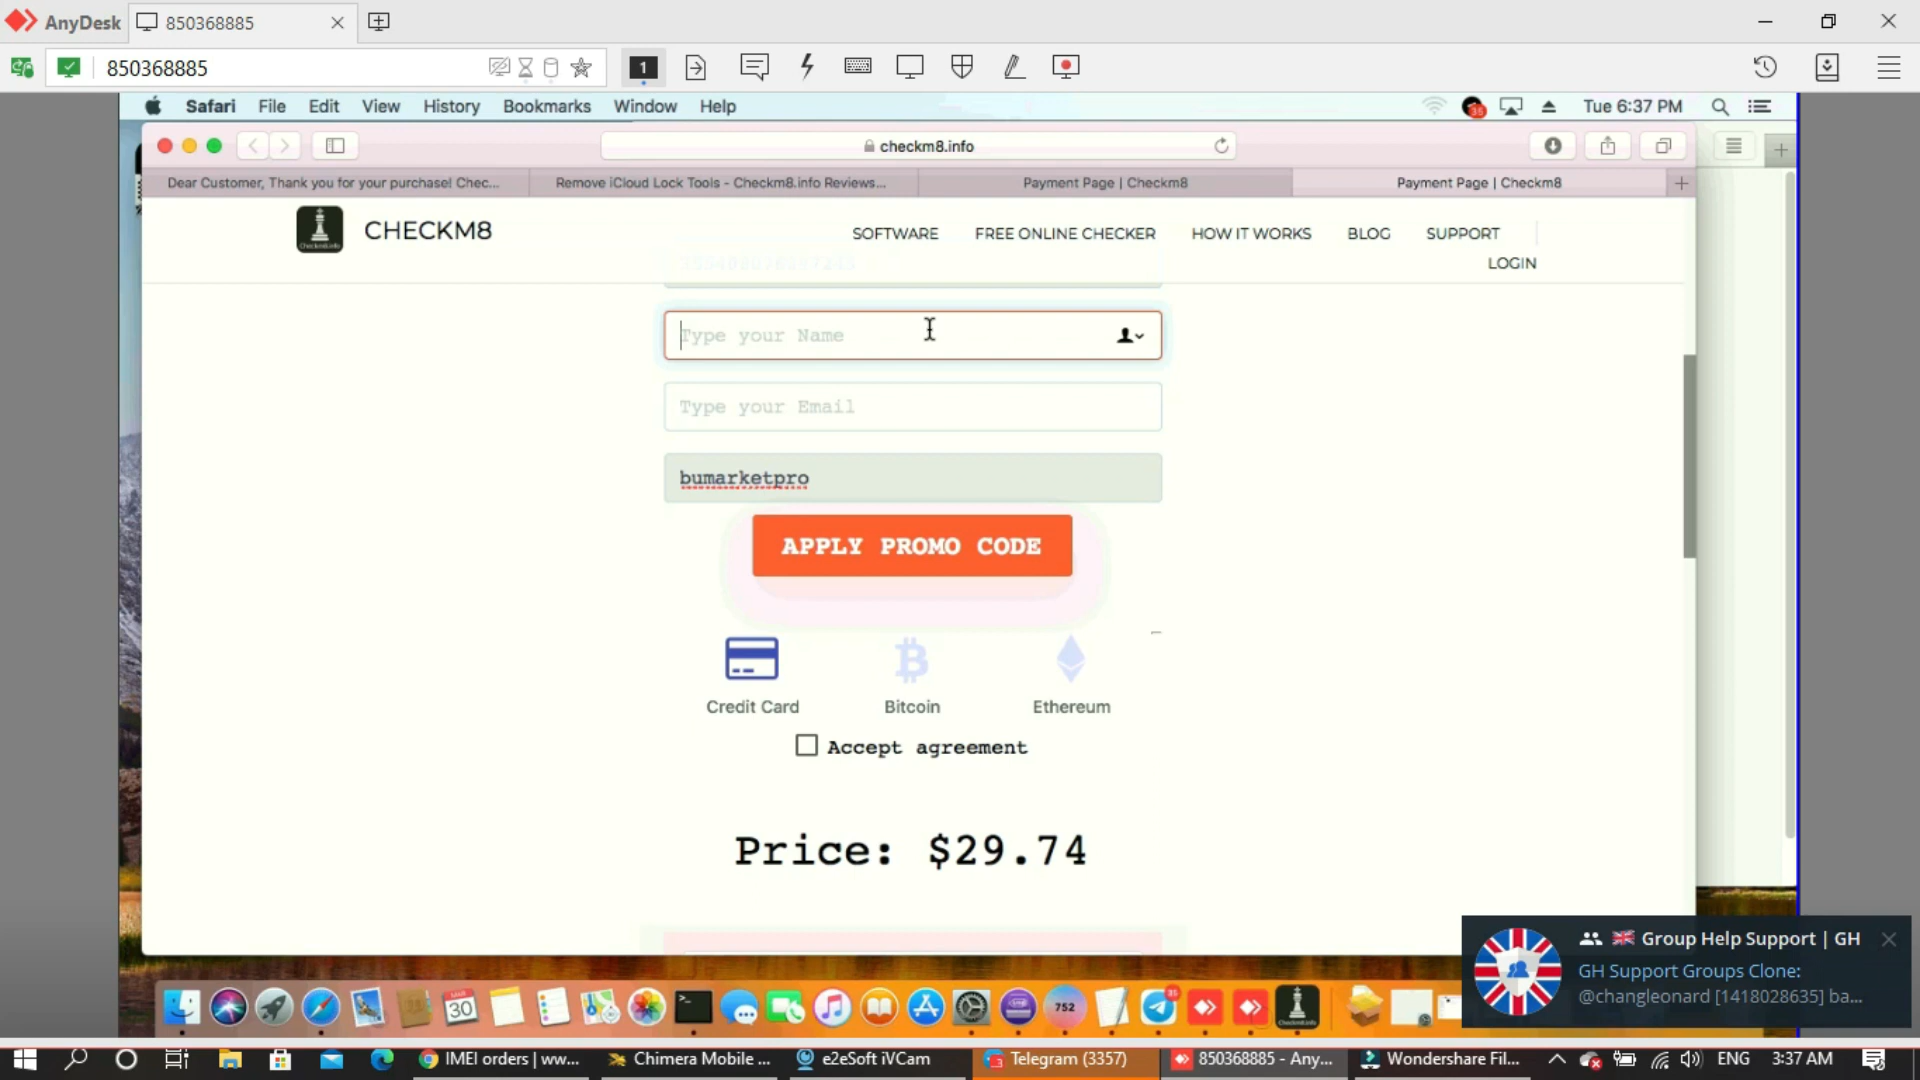 AnyDesk
850368885
850368885
1
Safari File Edit View History Bookmarks Window Help
35
Tue 6:37 PM
checkm8.info
Dear Customer, Thank you for your purchase! Chec...
Remove iCloud Lock Tools - Checkm8.info Reviews...
Payment Page | Checkm8
Payment Page | Checkm8
CHECKM8
SOFTWARE
FREE ONLINE CHECKER
HOW IT WORKS
BLOG
SUPPORT
LOGIN
Type your Name
Type your Email
bumarketpro
APPLY PROMO CODE
Credit Card
Bitcoin
Ethereum
Accept agreement
Price: $29.74
Group Help Support | GH
GH Support Groups Clone:
@changleonard [1418028635] ba...
30
752
IMEI orders | ww...
Chimera Mobile ...
e2eSoft iVCam
Telegram (3357)
850368885 - Any...
Wondershare Fil...
ENG
3:37 AM